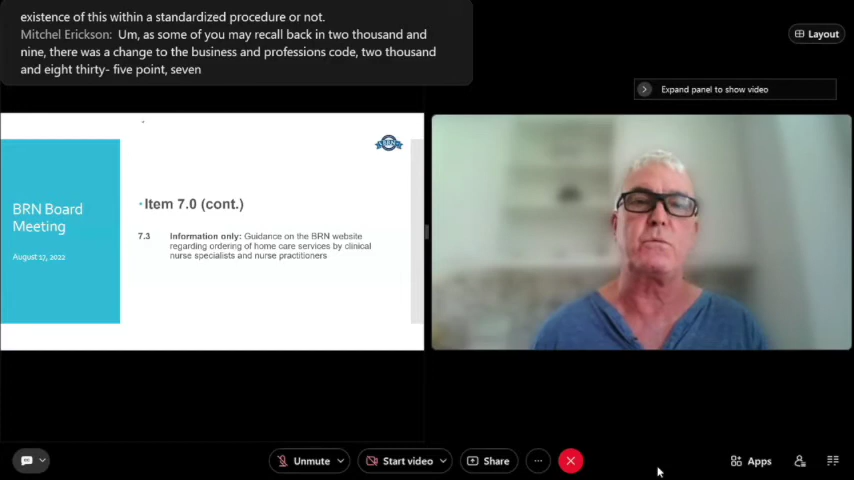 existence of this within a standardized procedure or not.
Mitchel Erickson: Um, as some of you may recall back in two thousand and
nine, there was a change to the business and professions code, two thousand
and eight thirty- five point, seven
Layout
Expand panel to show video
BRN
BRN Board
Meeting
August 17, 2022
•Item 7.0 (cont.)
7.3 Information only: Guidance on the BRN website
regarding ordering of home care services by clinical
nurse specialists and nurse practitioners
Unmute
Start video
Share
Apps